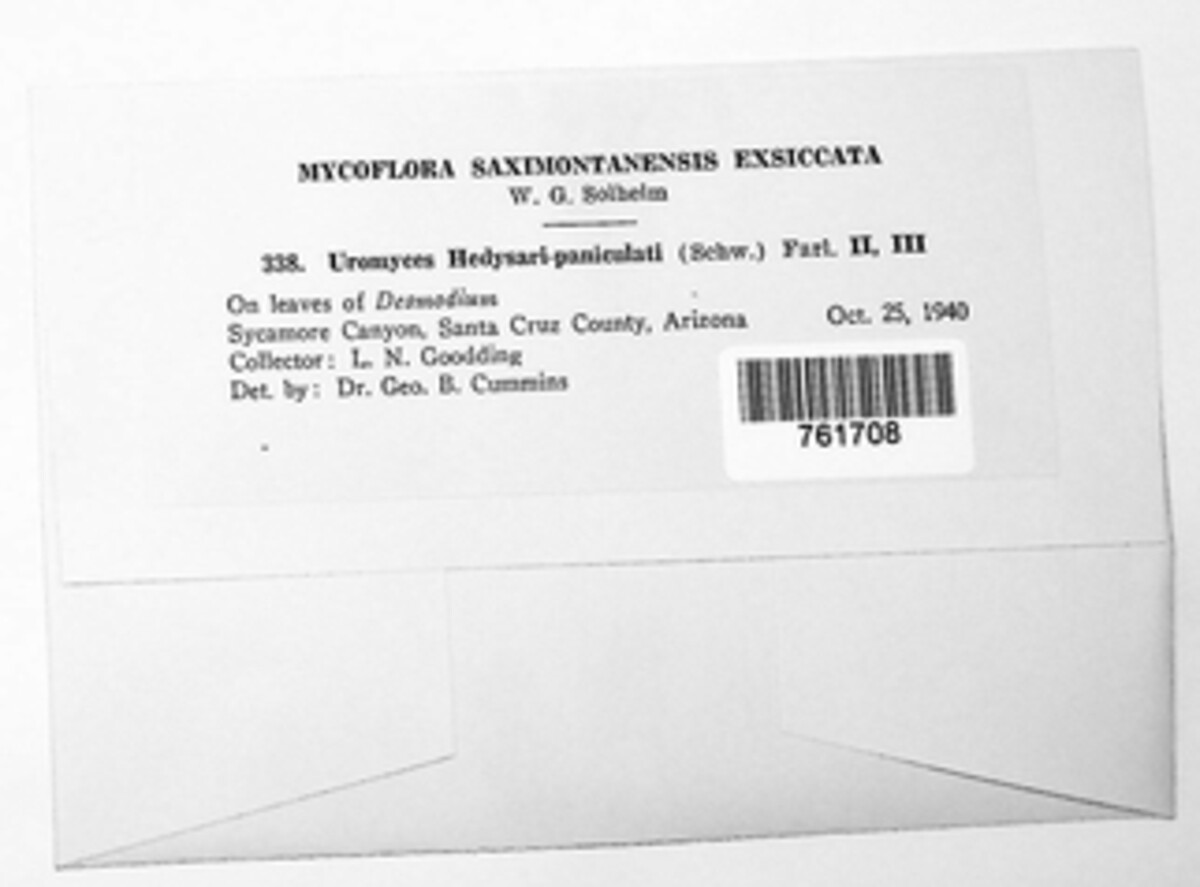 MYCOFLORA SAXIMONTANENSIS EXSICCATA
W. G. Solheim
338. Uromyces Hedysari-paniculati (Schw.) Farl. II, III
On leaves of Desmodium
Sycamore Canyon, Santa Cruz County, Arizona Oct. 25, 1940
Collector: L. N. Goodding
Det. by: Dr. Geo. B. Cummins
761708